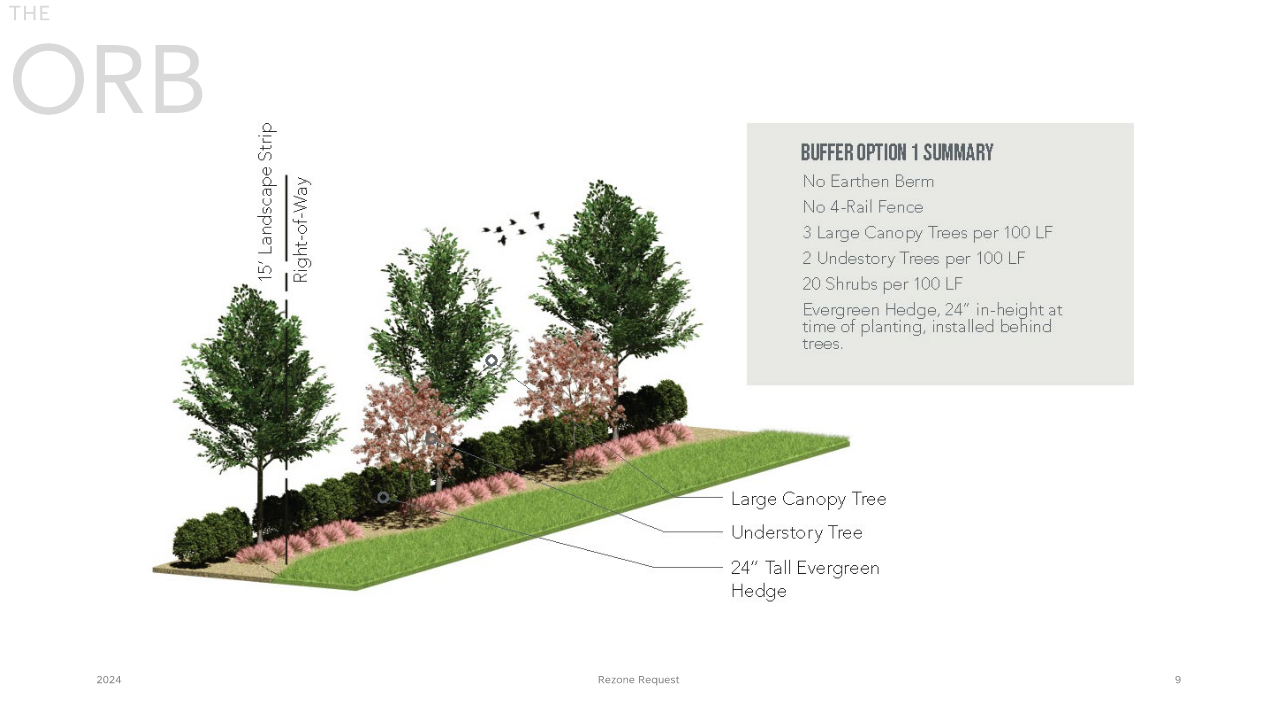 THE
ORB
15’ Landscape Strip
Right-of-Way
BUFFER OPTION 1 SUMMARY
No Earthen Berm
No 4-Rail Fence
3 Large Canopy Trees per 100 LF
2 Undestory Trees per 100 LF
20 Shrubs per 100 LF
Evergreen Hedge, 24” in-height at
time of planting, installed behind
trees.
Large Canopy Tree
Understory Tree
24” Tall Evergreen
Hedge
2024
Rezone Request
9